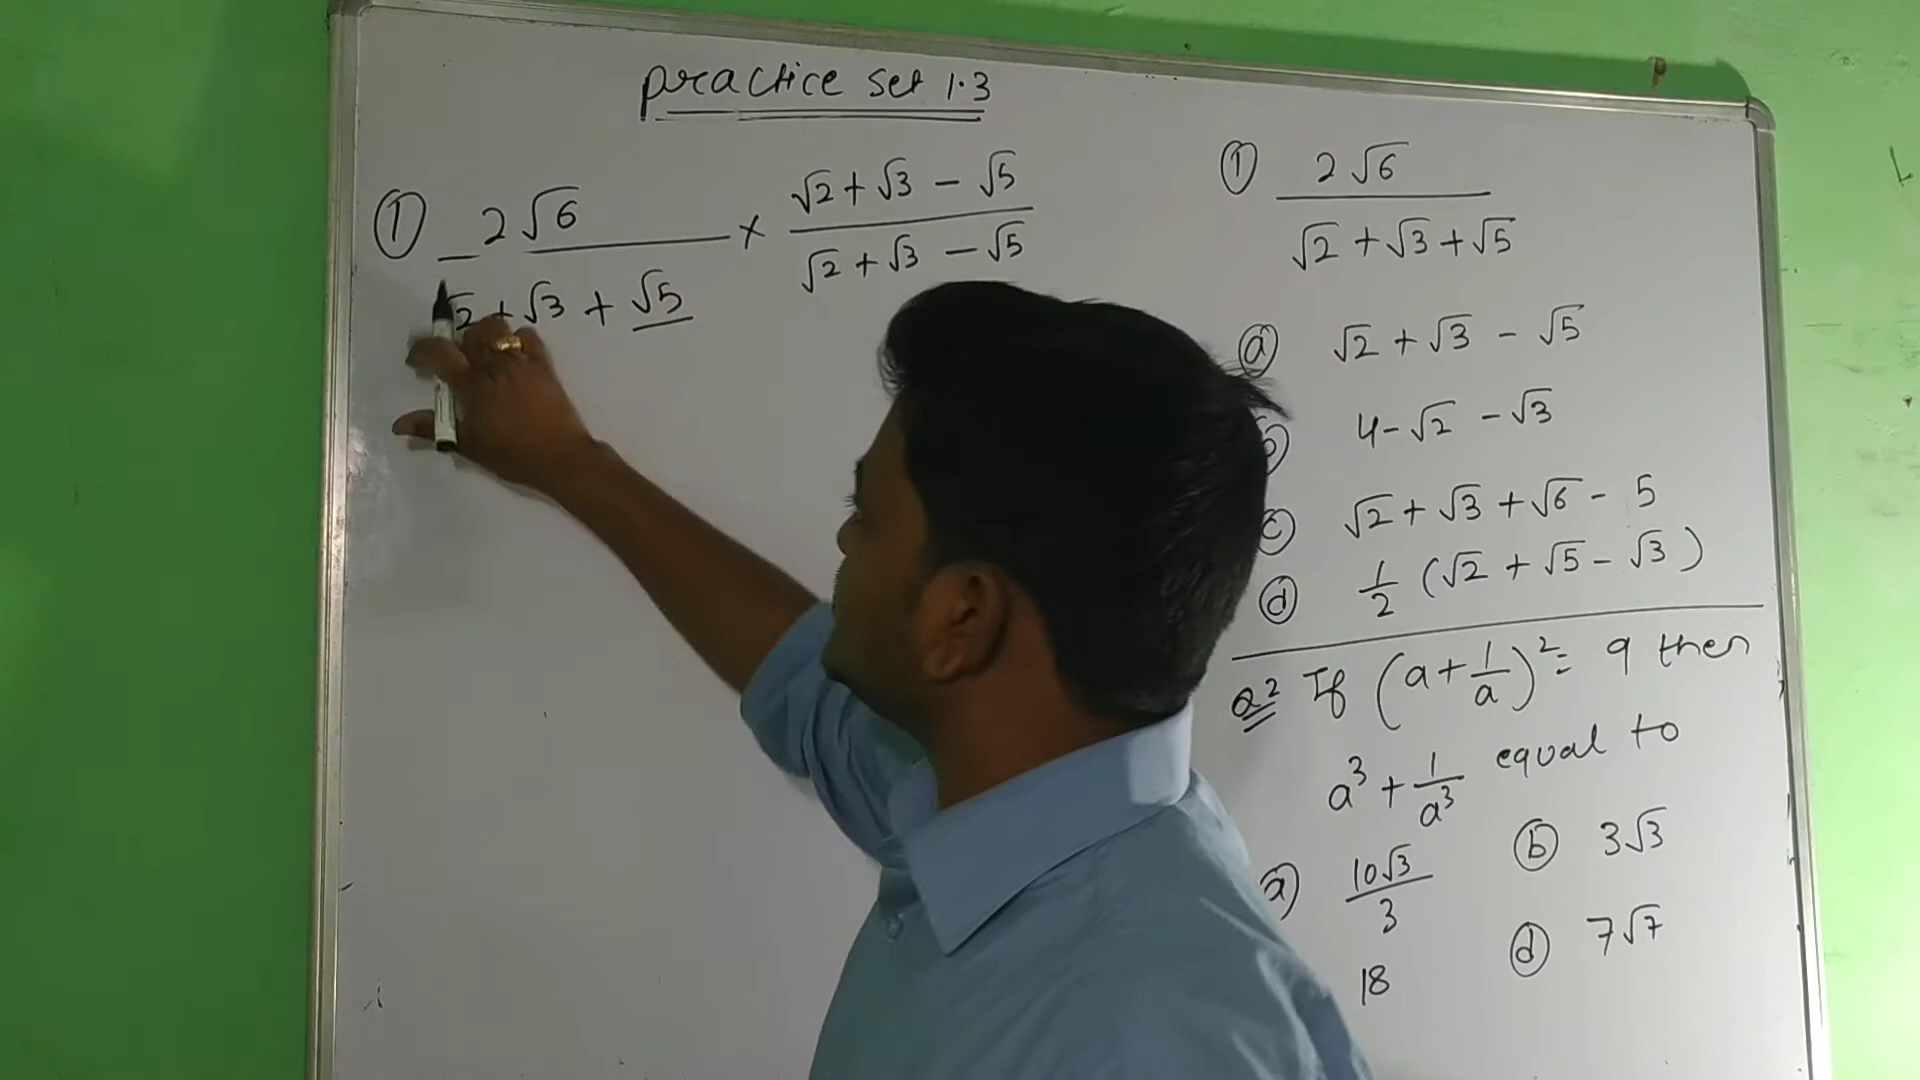 practice set 1.3
① 2√6 / √2 + √3 + √5 × √2 + √3 − √5 / √2 + √3 − √5
① 2√6 / √2 + √3 + √5
ⓐ √2 + √3 − √5
ⓑ 4 − √2 − √3
ⓒ √2 + √3 + √6 − 5
ⓓ 1/2 (√2 + √5 − √3)
Q2 If (a + 1/a)² = 9 then
a³ + 1/a³ equal to
ⓐ 10√3/3 ⓑ 3√3
18 ⓓ 7√7